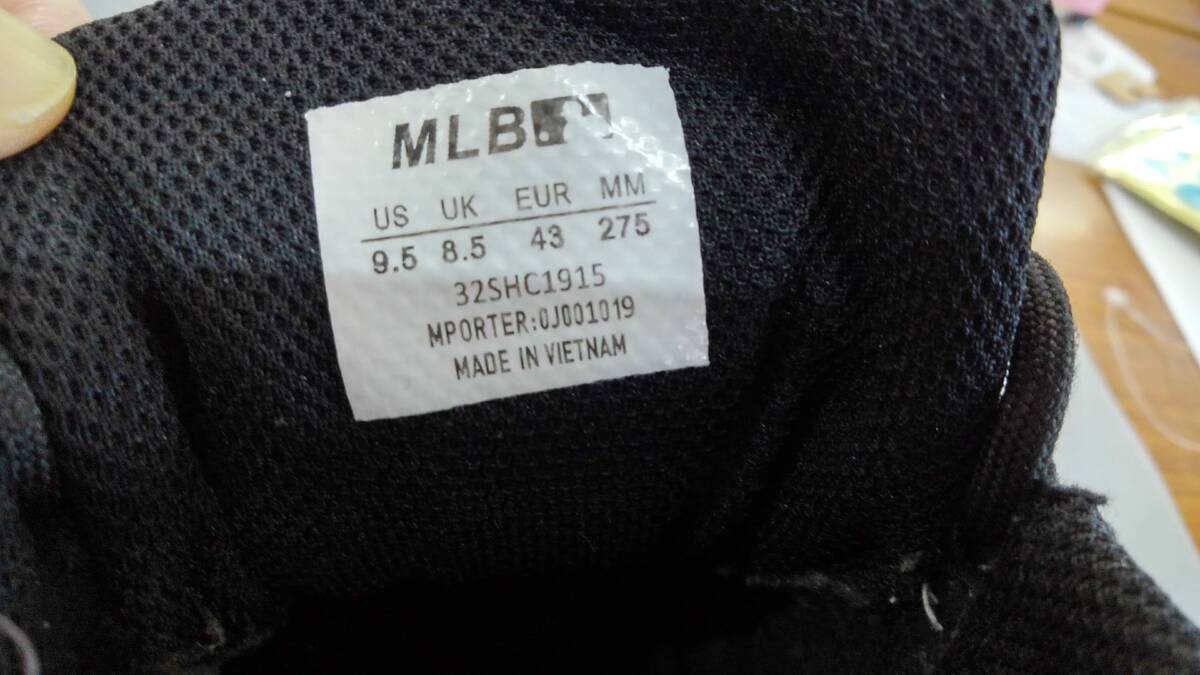 MLB
US UK EUR MM
9.5 8.5 43 275
32SHC1915
MPORTER:0J001019
MADE IN VIETNAM